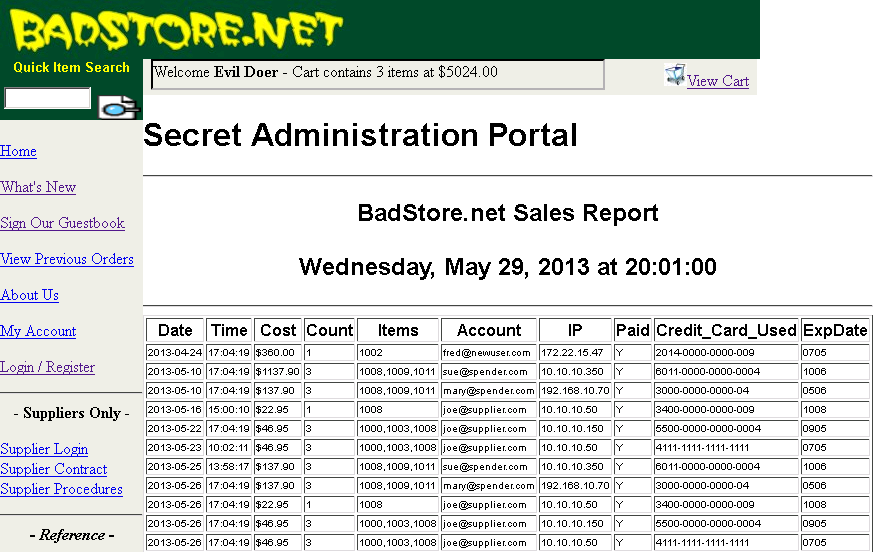 BADSTORE.NET
Quick Item Search
Welcome Evil Doer - Cart contains 3 items at $5024.00
View Cart
Home
What's New
Sign Our Guestbook
View Previous Orders
About Us
My Account
Login / Register
- Suppliers Only -
Supplier Login
Supplier Contract
Supplier Procedures
- Reference -
Secret Administration Portal
BadStore.net Sales Report
Wednesday, May 29, 2013 at 20:01:00
Date Time Cost Count Items Account IP Paid Credit_Card_Used ExpDate
2013-04-24 17:04:19 $360.00 1 1002 fred@newuser.com 172.22.15.47 Y 2014-0000-0000-009 0705
2013-05-10 17:04:19 $1137.90 3 1008,1009,1011 sue@spender.com 10.10.10.350 Y 6011-0000-0000-0004 1006
2013-05-10 17:04:19 $137.90 3 1008,1009,1011 mary@spender.com 192.168.10.70 Y 3000-0000-0000-04 0506
2013-05-16 15:00:10 $22.95 1 1008 joe@supplier.com 10.10.10.50 Y 3400-0000-0000-009 1008
2013-05-22 17:04:19 $46.95 3 1000,1003,1008 joe@supplier.com 10.10.10.150 Y 5500-0000-0000-0004 0905
2013-05-23 10:02:11 $46.95 3 1000,1003,1008 joe@supplier.com 10.10.10.50 Y 4111-1111-1111-1111 0705
2013-05-25 13:58:17 $137.90 3 1008,1009,1011 sue@spender.com 10.10.10.350 Y 6011-0000-0000-0004 1006
2013-05-26 17:04:19 $137.90 3 1008,1009,1011 mary@spender.com 192.168.10.70 Y 3000-0000-0000-04 0506
2013-05-26 17:04:19 $22.95 1 1008 joe@supplier.com 10.10.10.50 Y 3400-0000-0000-009 1008
2013-05-26 17:04:19 $46.95 3 1000,1003,1008 joe@supplier.com 10.10.10.150 Y 5500-0000-0000-0004 0905
2013-05-26 17:04:19 $46.95 3 1000,1003,1008 joe@supplier.com 10.10.10.50 Y 4111-1111-1111-1111 0705